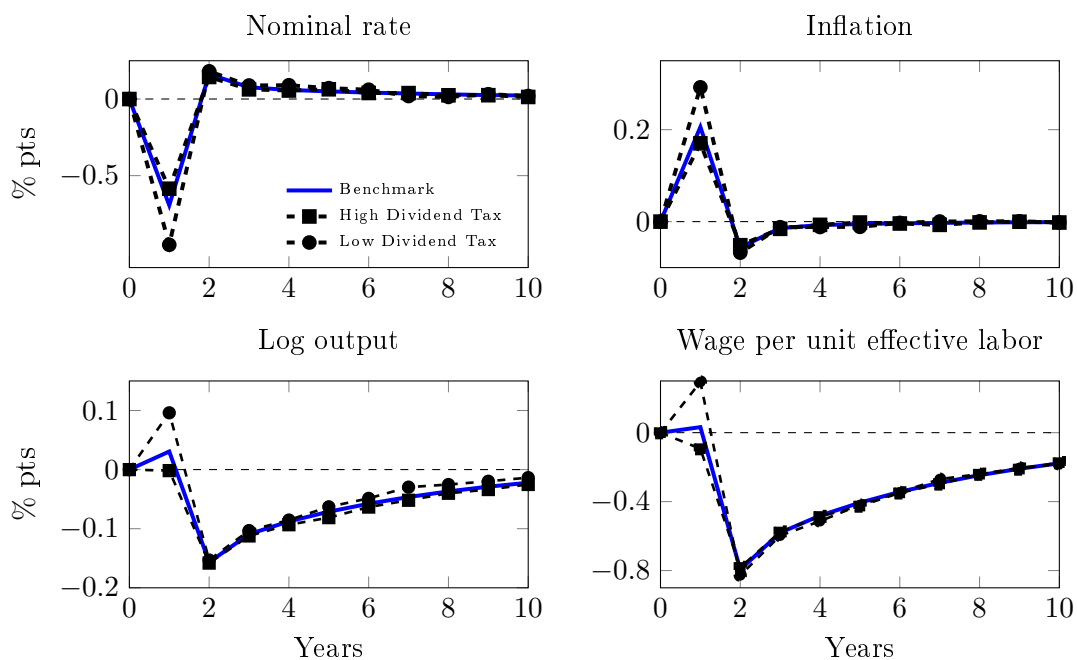 Nominal rate
Inflation
% pts
0
−0.5
Benchmark
High Dividend Tax
Low Dividend Tax
0 2 4 6 8 10
0.2
0
0 2 4 6 8 10
Log output
Wage per unit effective labor
% pts
0.1
0
−0.1
−0.2
0 2 4 6 8 10
Years
0
−0.4
−0.8
0 2 4 6 8 10
Years